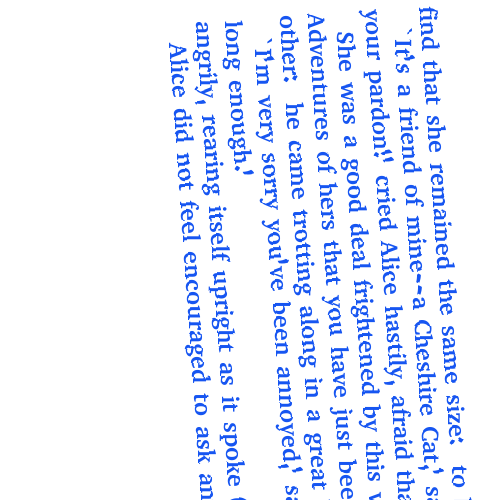 find that she remained the same size: to
`It's a friend of mine--a Cheshire Cat,'
your pardon!' cried Alice hastily, afraid
She was a good deal frightened by this
Adventures of hers that you have just
other: he came trotting along in a great
`I'm very sorry you've been annoyed,'
long enough.'
angrily, rearing itself upright as it spoke
Alice did not feel encouraged to ask